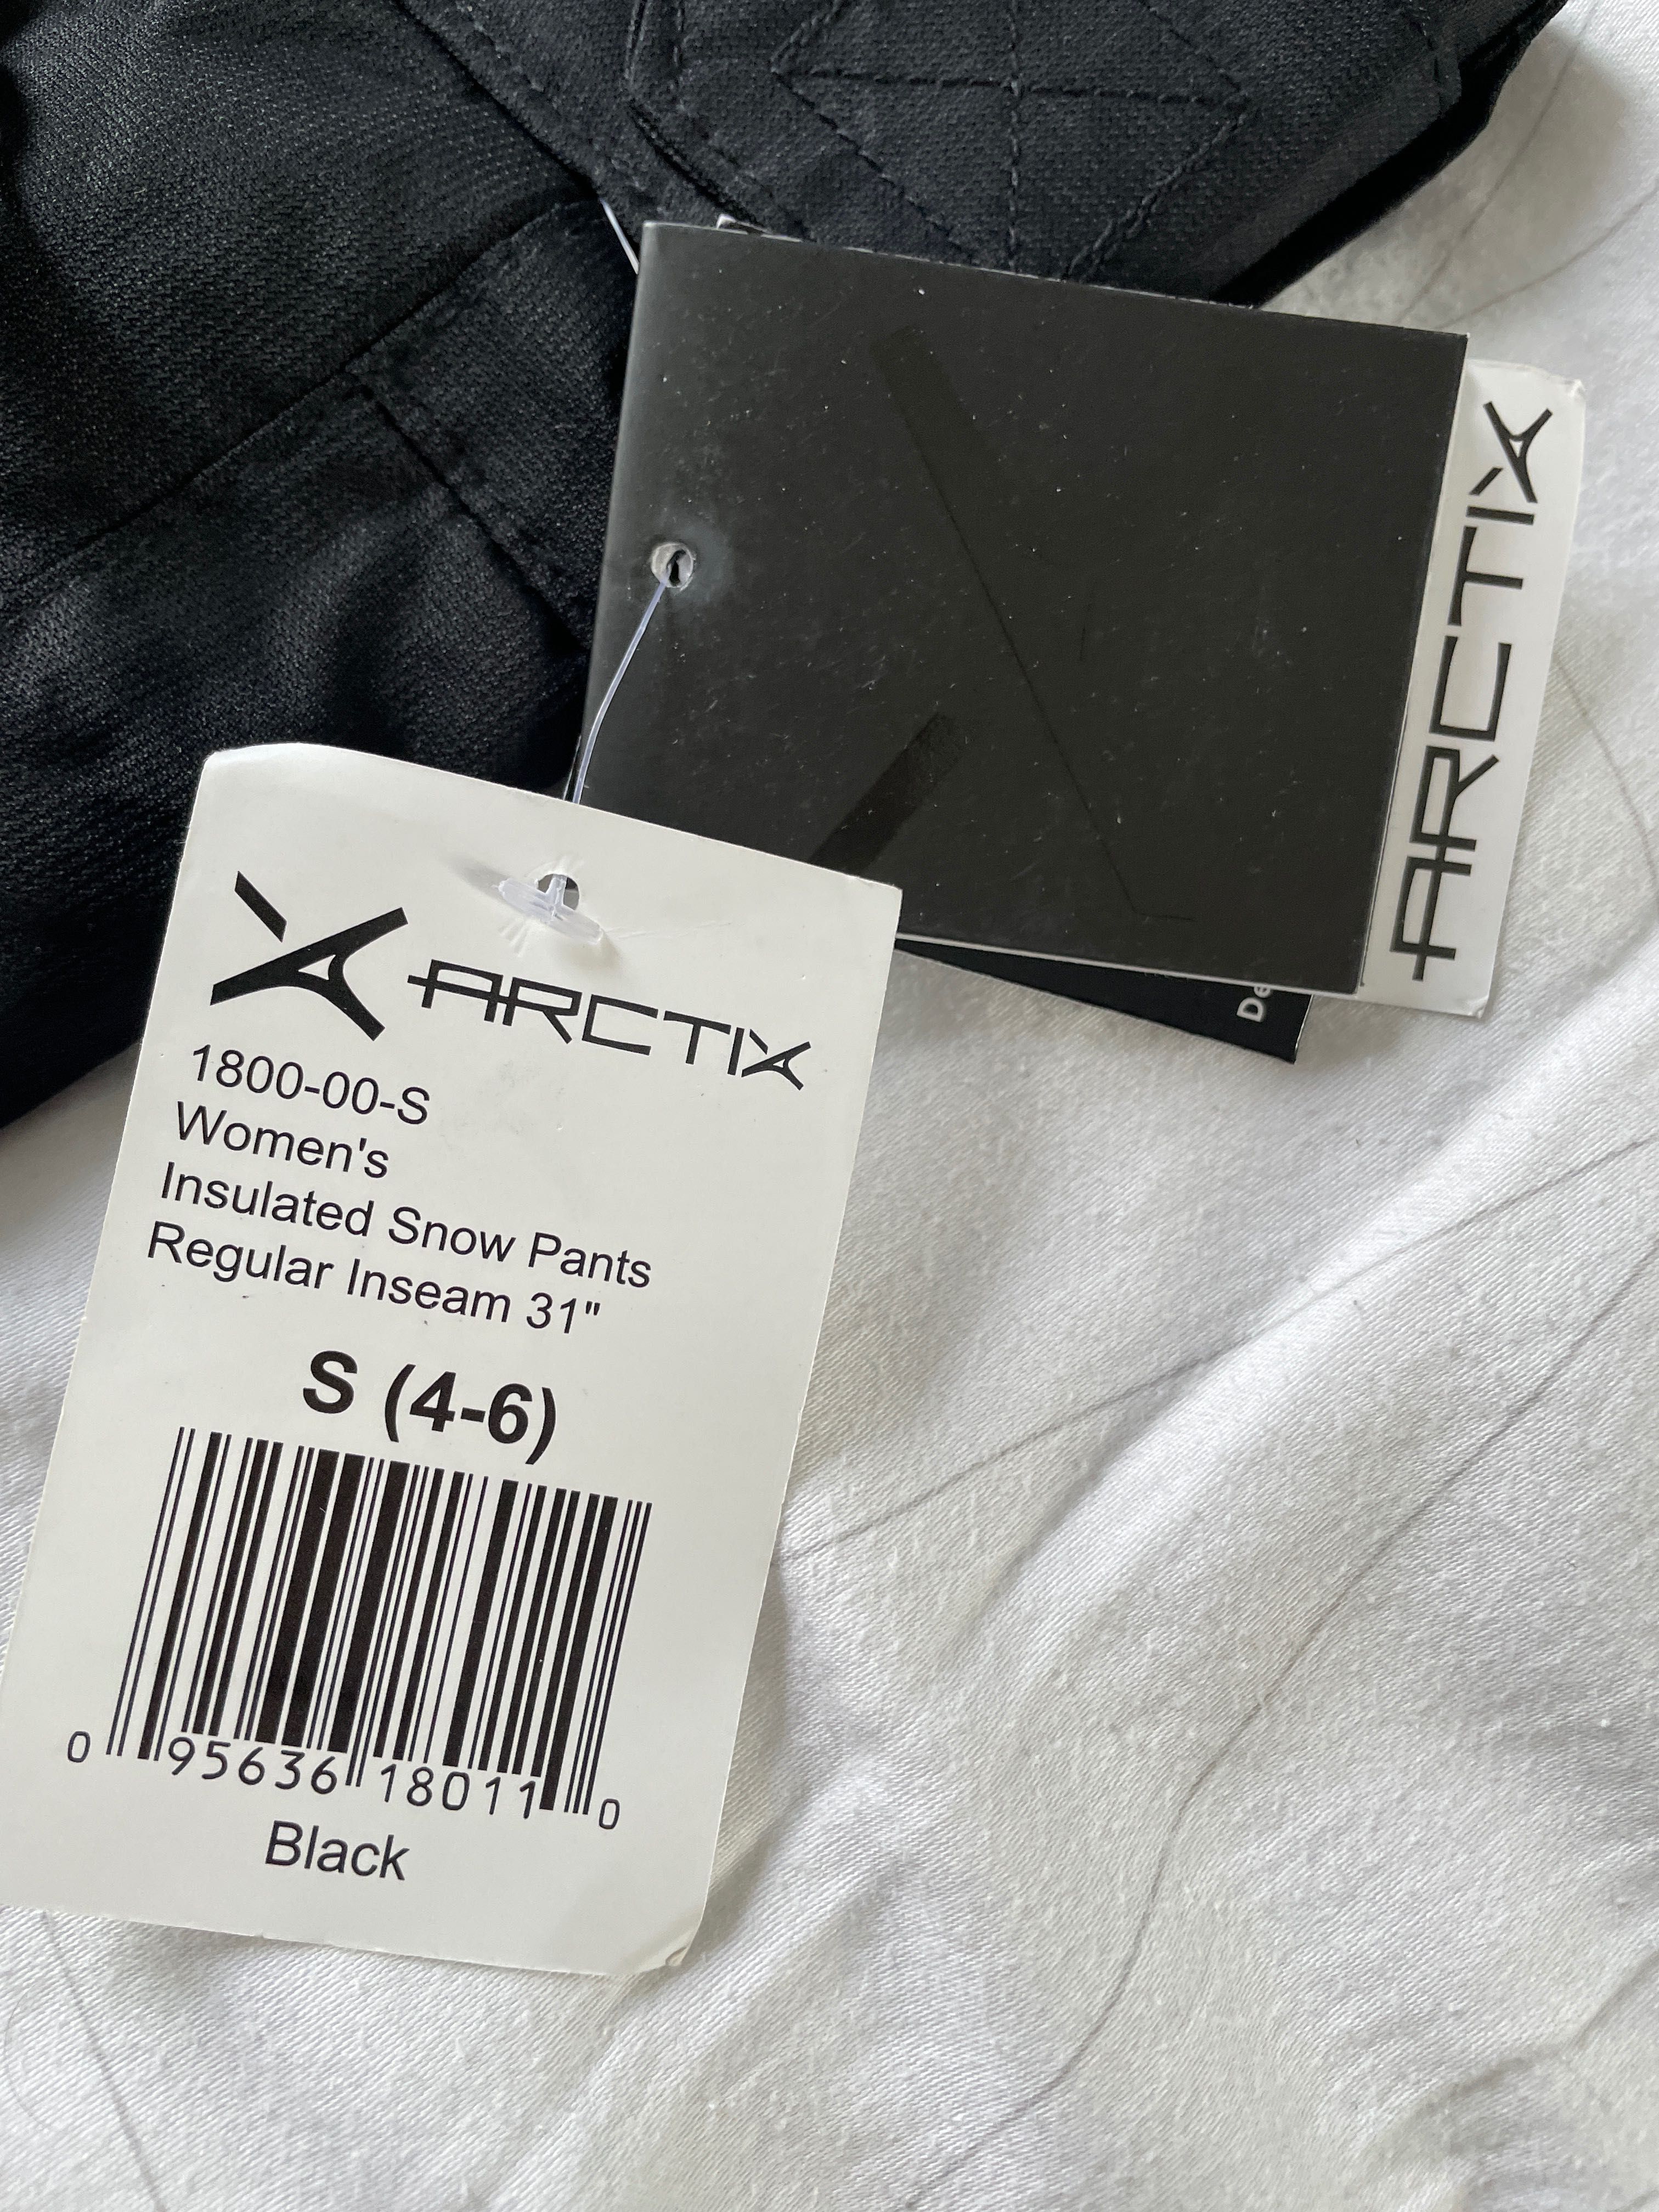 ARCTIX
ARCTIX
1800-00-S
Women's
Insulated Snow Pants
Regular Inseam 31"
S (4-6)
0 95636 18011 0
Black